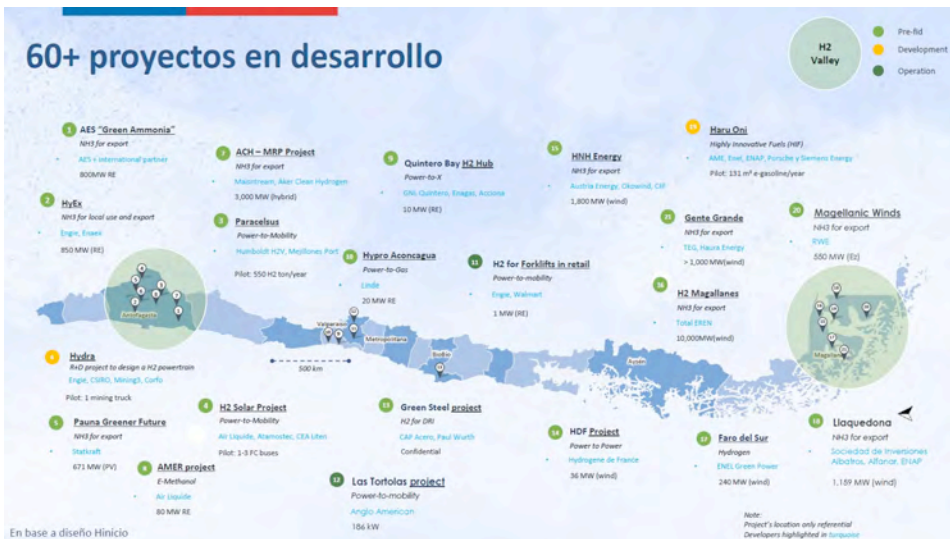 60+ proyectos en desarrollo
H2
Valley
Pre-fid
Development
Operation
1
AES "Green Ammonia"
NH3 for export
AES + international partner
800MW RE
2
HyEx
NH3 for local use and export
Engie, Enaex
850 MW (RE)
7
ACH – MRP Project
NH3 for export
Mainstream, Aker Clean Hydrogen
3,000 MW (hybrid)
3
Paracelsus
Power-to-Mobility
Humboldt H2V, Mejillones Port
Pilot: 550 H2 ton/year
9
Quintero Bay H2 Hub
Power-to-X
GNL Quintero, Enagas, Acciona
10 MW (RE)
10
Hypro Aconcagua
Power-to-Gas
Linde
20 MW RE
11
H2 for Forklifts in retail
Power-to-mobility
Engie, Walmart
1 MW (RE)
15
HNH Energy
NH3 for export
Austria Energy, Okowind, CIP
1,800 MW (wind)
Haru Oni
Highly Innovative Fuels (HIF)
AME, Enel, ENAP, Porsche y Siemens Energy
Pilot: 131 m³ e-gasoline/year
21
Gente Grande
NH3 for export
TEG, Haura Energy
> 1,000 MW(wind)
20
Magellanic Winds
NH3 for export
RWE
16
H2 Magallanes
NH3 for export
Total EREN
10,000MW(wind)
Antofagasta
Valparaíso
Metropolitana
BioBío
Aysén
Magallanes
500 km
Hydra
R+D project to design a H2 powertrain
Engie, CSIRO, Mining3, Corfo
Pilot: 1 mining truck
5
Pauna Greener Future
NH3 for export
Statkraft
671 MW (PV)
AMER project
E-Methanol
Air Liquide
80 MW RE
4
H2 Solar Project
Power-to-Mobility
Air Liquide, Atamostec, CEA Liten
Pilot: 1-5 FC buses
13
Green Steel project
H2 for DRI
CAP Acero, Paul Wurth
Confidential
12
Las Tortolas project
Power-to-mobility
Anglo American
186 kW
14
HDF Project
Power to Power
Hydrogene de France
36 MW (wind)
17
Faro del Sur
Hydrogen
ENEL Green Power
240 MW (wind)
18
Llaquedona
NH3 for export
Sociedad de Inversiones
Albatros, Alfanar, ENAP
1,159 MW (wind)
Note:
Project's location only referential
Developers highlighted in turquoise
En base a diseño Hinicio